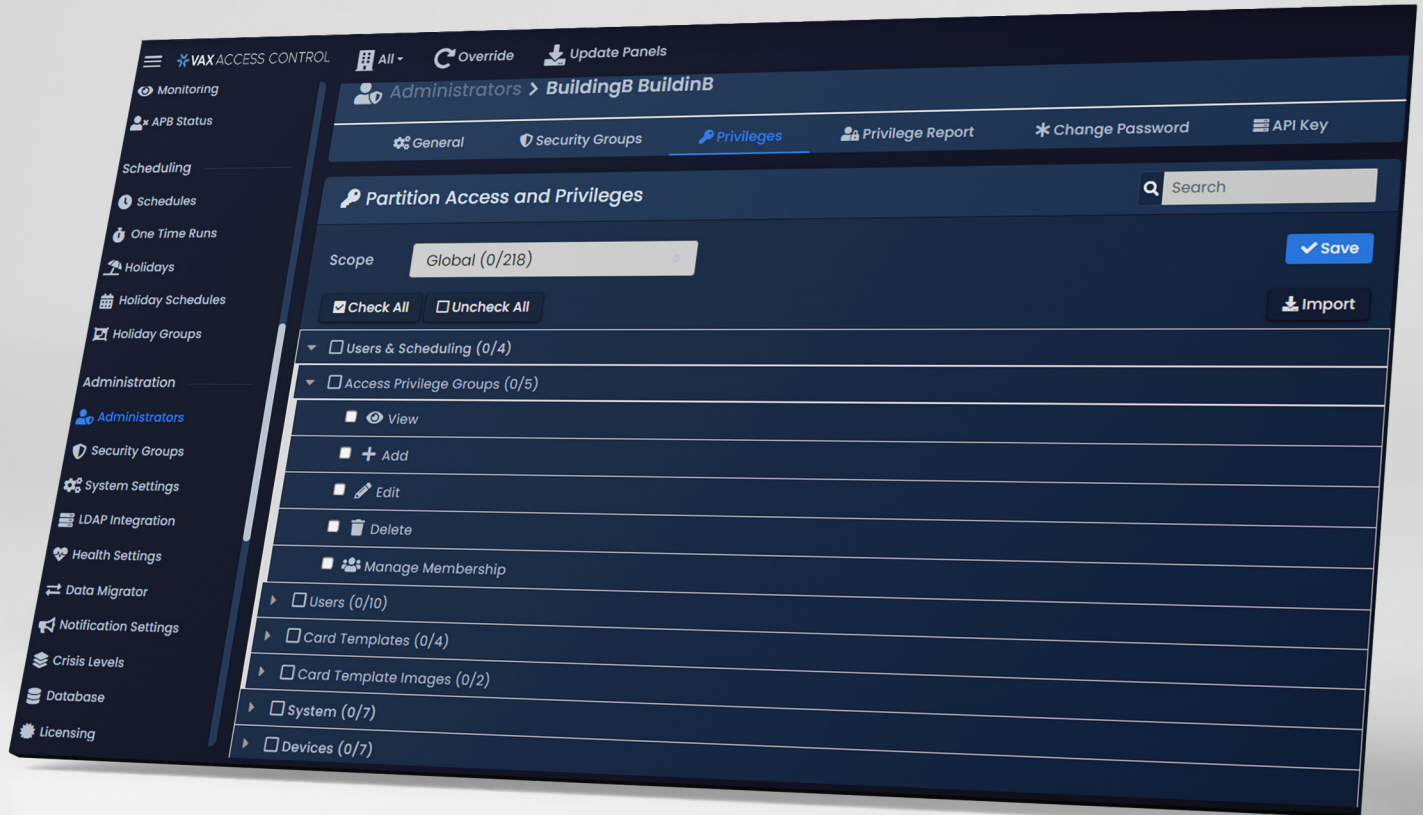 VAX ACCESS CONTROL
All
Override
Update Panels
Monitoring
APB Status
Scheduling
Schedules
One Time Runs
Holidays
Holiday Schedules
Holiday Groups
Administration
Administrators
Security Groups
System Settings
LDAP Integration
Health Settings
Data Migrator
Notification Settings
Crisis Levels
Database
Licensing
Administrators > BuildingB BuildinB
General
Security Groups
Privileges
Privilege Report
Change Password
API Key
Partition Access and Privileges
Search
Scope
Global (0/218)
Save
Check All
Uncheck All
Import
Users & Scheduling (0/4)
Access Privilege Groups (0/5)
View
Add
Edit
Delete
Manage Membership
Users (0/10)
Card Templates (0/4)
Card Template Images (0/2)
System (0/7)
Devices (0/7)